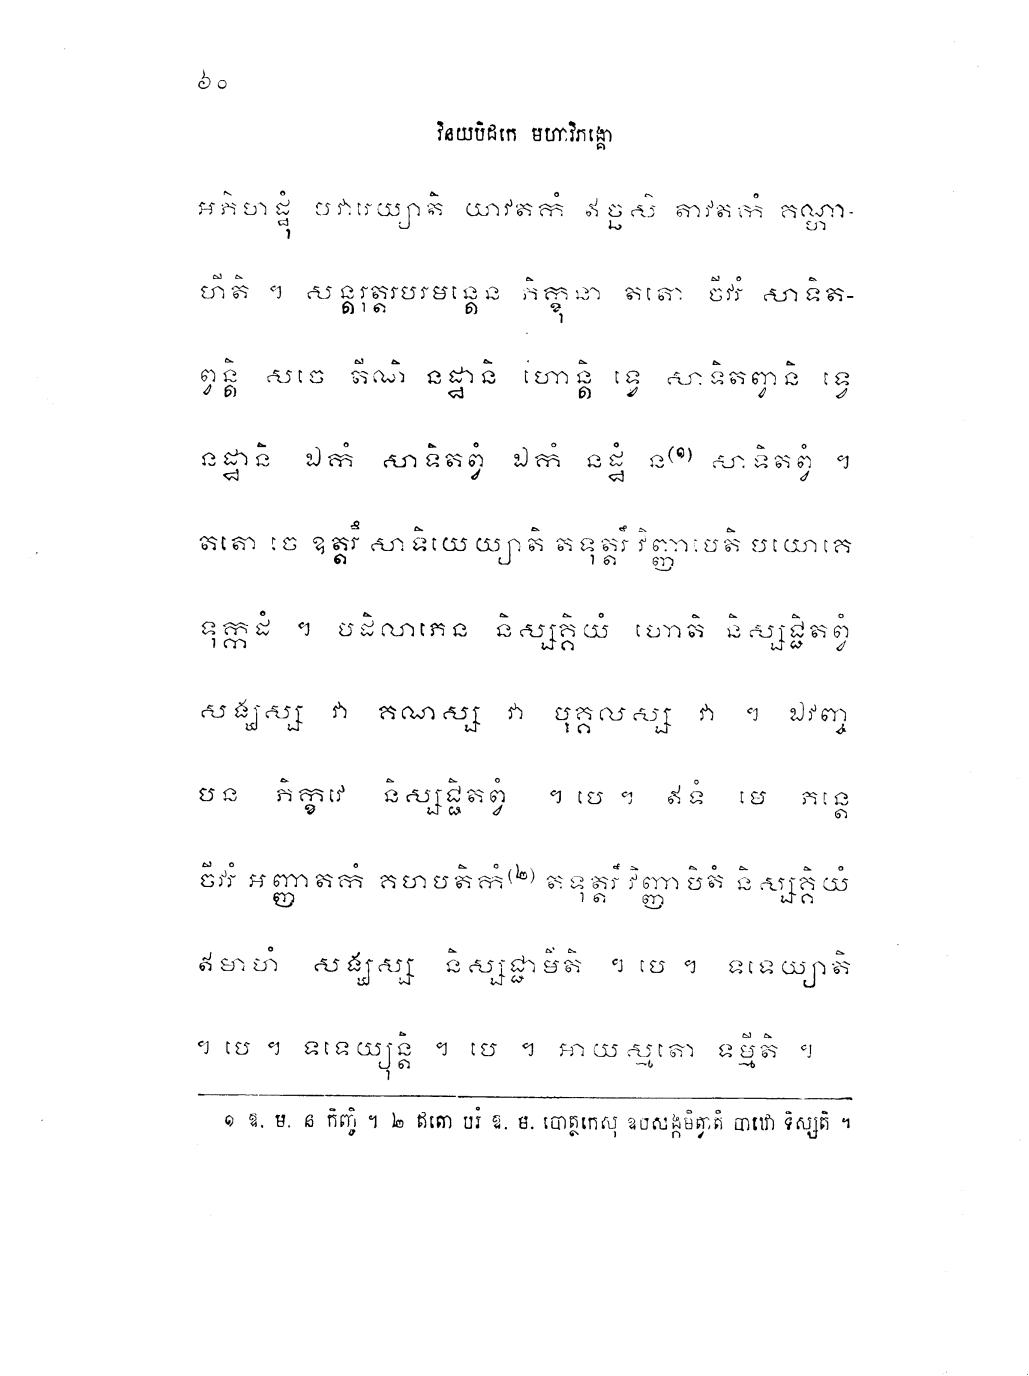 ៦០
វិនយបិដកេ មហាវិភង្គោ
អភិហដ្ឋុំ បវារេយ្យាតិ យាវតកំ ឥច្ឆសិ តាវតកំ គណ្ហា-
ហីតិ ។ សន្តរុត្តរបរមន្តេន ភិក្ខុនា តតោ ចីវរំ សាទិត-
ព្វន្តិ សចេ តីណិ នដ្ឋានិ ហោន្តិ ទ្វេ សាទិតព្វានិ ទ្វេ
នដ្ឋានិ ឯកំ សាទិតព្វំ ឯកំ នដ្ឋំ ន(១) សាទិតព្វំ ។
តតោ ចេ ឧត្តរឹ សាទិយេយ្យាតិ តទុត្តរឹ វិញ្ញាបេតិ បយោគេ
ទុក្កដំ ។ បដិលាភេន និស្សគ្គិយំ ហោតិ និស្សជ្ជិតព្វំ
សង្ឃស្ស វា គណស្ស វា បុគ្គលស្ស វា ។ ឯវញ្ច
បន ភិក្ខវេ និស្សជ្ជិតព្វំ ។ បេ ។ ឥទំ មេ ភន្តេ
ចីវរំ អញ្ញាតកំ គហបតិកំ(២) តទុត្តរឹ វិញ្ញាបិតំ និស្សគ្គិយំ
ឥមាហំ សង្ឃស្ស និស្សជ្ជាមីតិ ។ បេ ។ ទទេយ្យាតិ
។ បេ ។ ទទេយ្យុន្តិ ។ បេ ។ អាយស្មតោ ទម្មីតិ ។
១ ឱ. ម. ន កិញ្ចិ ។ ២ ឥតោ បរំ ឱ. ម. បោត្ថកេសុ ឧបសង្កមិត្វាតិ បាឋោ ទិស្សតិ ។